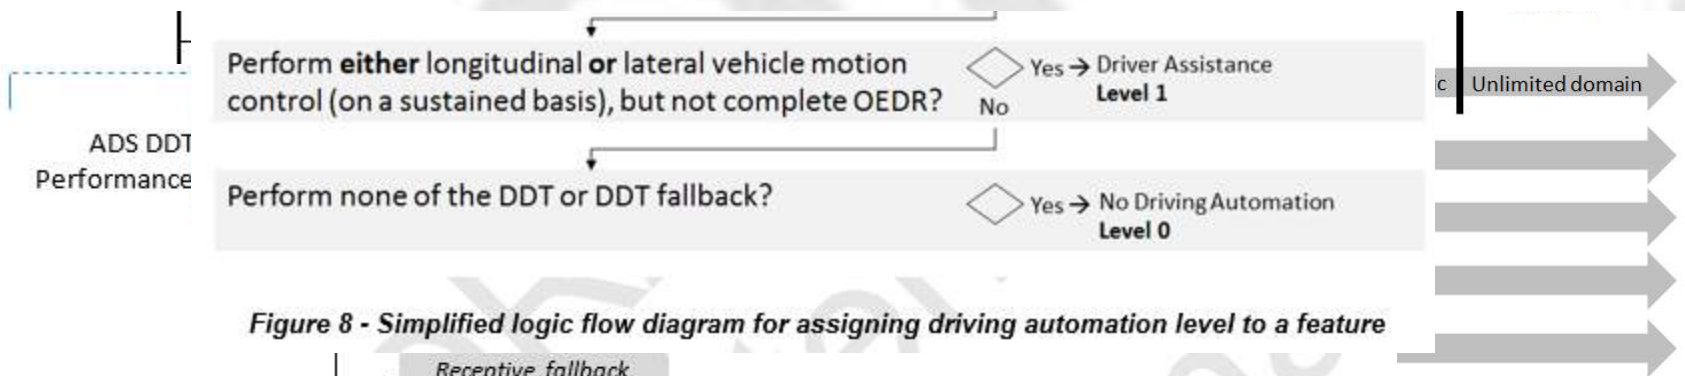 Perform either longitudinal or lateral vehicle motion
control (on a sustained basis), but not complete OEDR?
Yes → Driver Assistance
Level 1
No
c
Unlimited domain
ADS DDT
Performance
Perform none of the DDT or DDT fallback?
Yes → No Driving Automation
Level 0
Figure 8 - Simplified logic flow diagram for assigning driving automation level to a feature
Receptive fallback